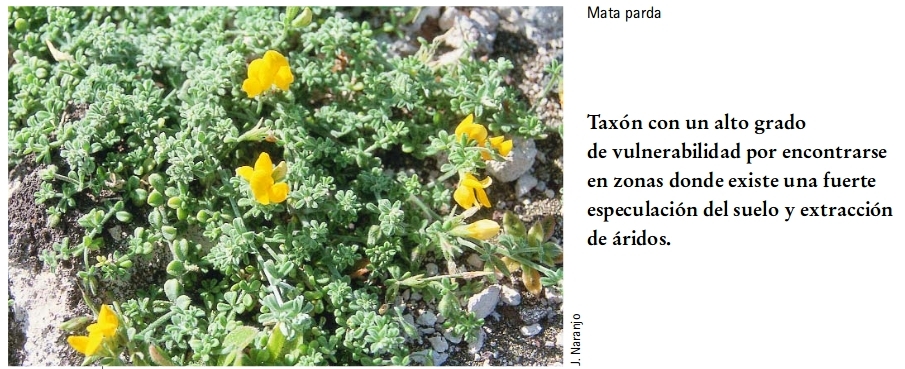 Mata parda
Taxón con un alto grado
de vulnerabilidad por encontrarse
en zonas donde existe una fuerte
especulación del suelo y extracción
de áridos.
J. Naranjo